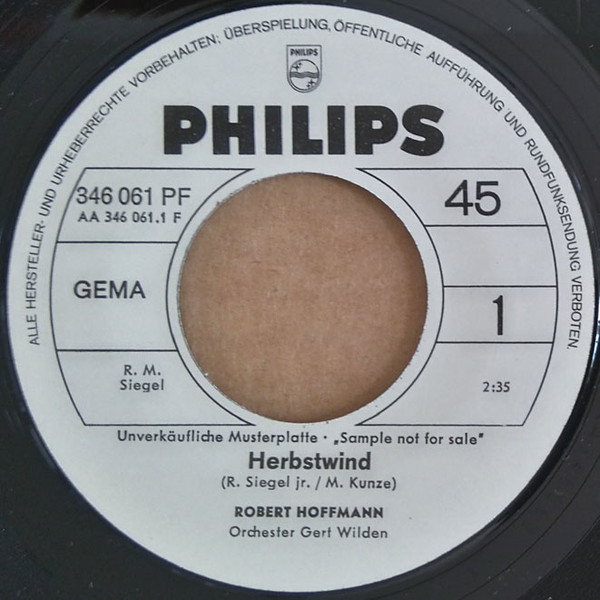 ALLE HERSTELLER- UND URHEBERRECHTE VORBEHALTEN; ÜBERSPIELUNG, ÖFFENTLICHE AUFFÜHRUNG UND RUNDFUNKSENDUNG VERBOTEN.
PHILIPS
PHILIPS
346 061 PF
AA 346 061.1 F
45
GEMA
1
R. M.
Siegel
2:35
Unverkäufliche Musterplatte · „Sample not for sale"
Herbstwind
(R. Siegel jr. / M. Kunze)
ROBERT HOFFMANN
Orchester Gert Wilden